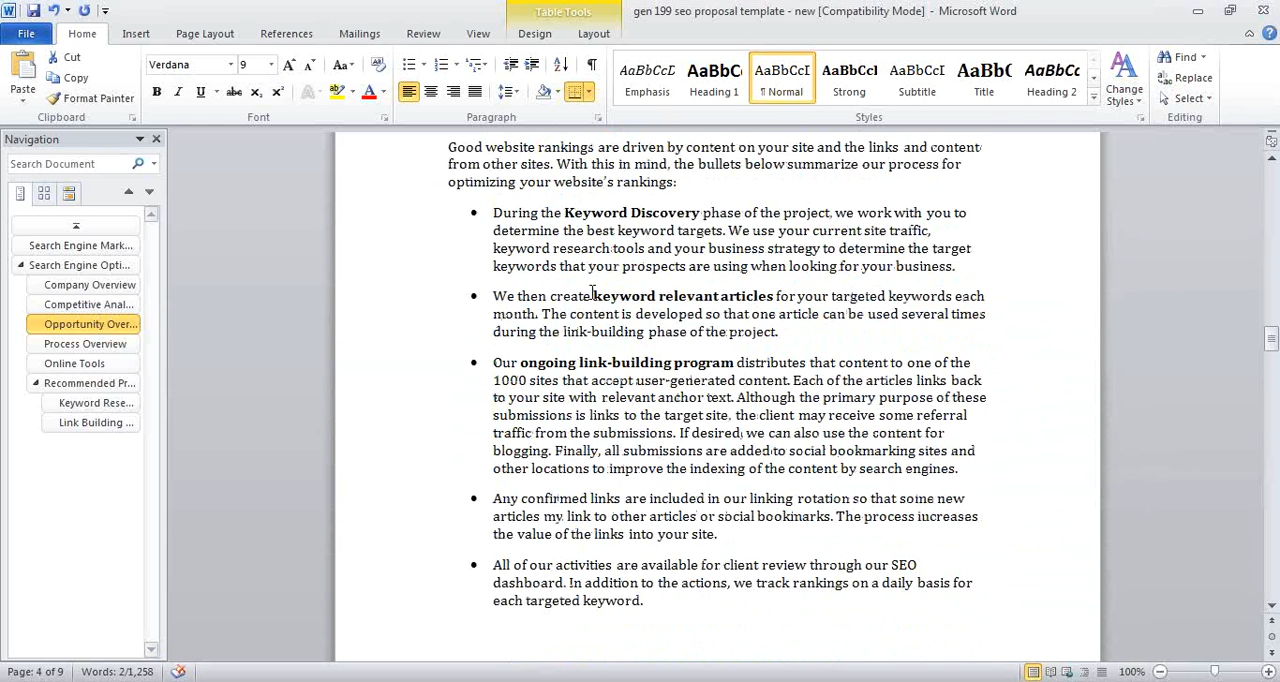 gen 199 seo proposal template - new [Compatibility Mode] - Microsoft Word
Table Tools
File Home Insert Page Layout References Mailings Review View Design Layout
Paste
Cut
Copy
Format Painter
Clipboard
Verdana 9
Aa
B I U abc x₂ x²
Font
Paragraph
AaBbCcD AaBbC AaBbCcI AaBbCcI AaBbCcI AaBb( AaBbCc
Emphasis Heading 1 ¶ Normal Strong Subtitle Title Heading 2
Styles
Change
Styles
Find
Replace
Select
Editing
Navigation
Search Document
Search Engine Mark...
Search Engine Opti...
Company Overview
Competitive Anal...
Opportunity Over...
Process Overview
Online Tools
Recommended Pr...
Keyword Rese...
Link Building ...
Good website rankings are driven by content on your site and the links and content
from other sites. With this in mind, the bullets below summarize our process for
optimizing your website's rankings:
• During the Keyword Discovery phase of the project, we work with you to
determine the best keyword targets. We use your current site traffic,
keyword research tools and your business strategy to determine the target
keywords that your prospects are using when looking for your business.
• We then create keyword relevant articles for your targeted keywords each
month. The content is developed so that one article can be used several times
during the link-building phase of the project.
• Our ongoing link-building program distributes that content to one of the
1000 sites that accept user-generated content. Each of the articles links back
to your site with relevant anchor text. Although the primary purpose of these
submissions is links to the target site, the client may receive some referral
traffic from the submissions. If desired, we can also use the content for
blogging. Finally, all submissions are added to social bookmarking sites and
other locations to improve the indexing of the content by search engines.
• Any confirmed links are included in our linking rotation so that some new
articles my link to other articles or social bookmarks. The process increases
the value of the links into your site.
• All of our activities are available for client review through our SEO
dashboard. In addition to the actions, we track rankings on a daily basis for
each targeted keyword.
Page: 4 of 9 Words: 2/1,258
100%